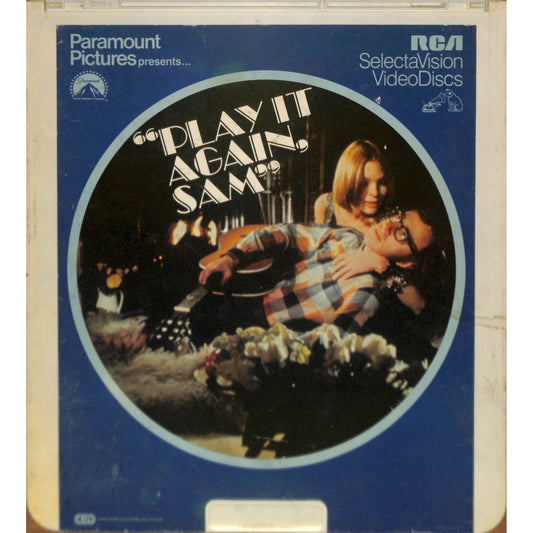 Paramount
Pictures presents...
RCA
SelectaVision
VideoDiscs
"PLAY IT
AGAIN,
SAM"